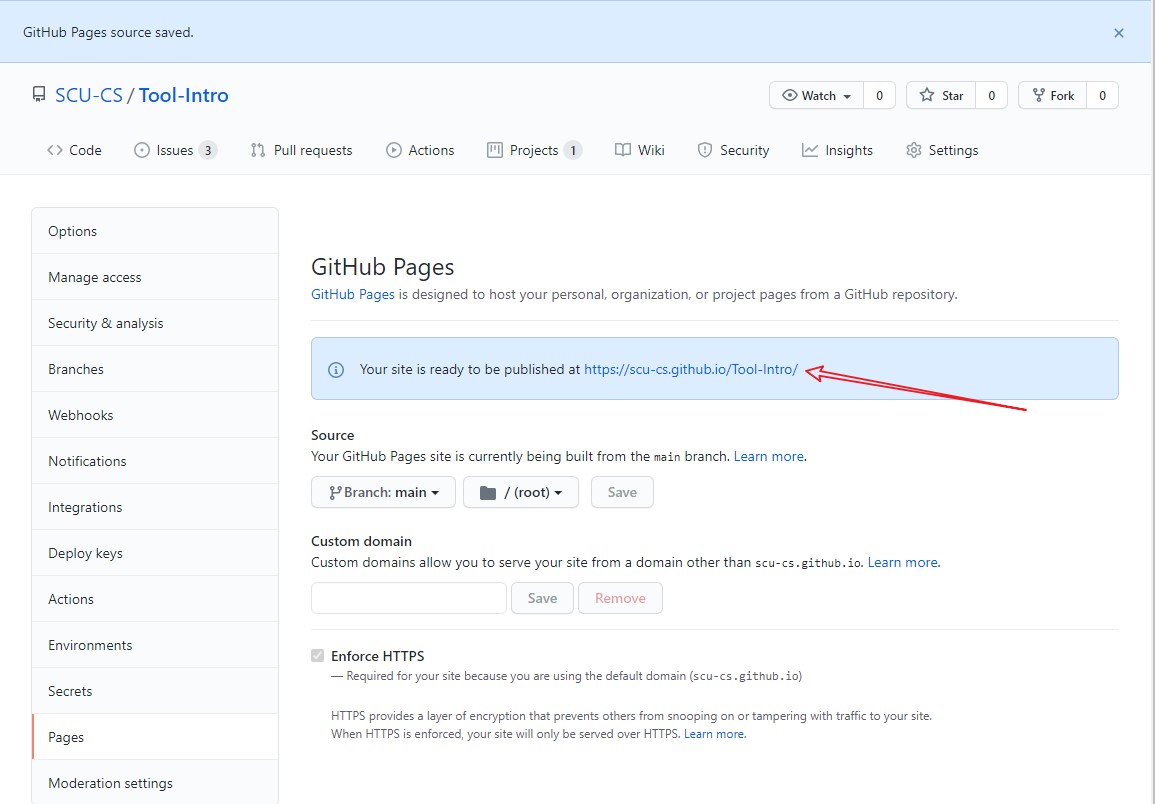 GitHub Pages source saved.
SCU-CS / Tool-Intro
Watch 0 Star 0 Fork 0
Code Issues 3 Pull requests Actions Projects 1 Wiki Security Insights Settings
Options
Manage access
Security & analysis
Branches
Webhooks
Notifications
Integrations
Deploy keys
Actions
Environments
Secrets
Pages
Moderation settings
GitHub Pages
GitHub Pages is designed to host your personal, organization, or project pages from a GitHub repository.
Your site is ready to be published at https://scu-cs.github.io/Tool-Intro/
Source
Your GitHub Pages site is currently being built from the main branch. Learn more.
Branch: main / (root) Save
Custom domain
Custom domains allow you to serve your site from a domain other than scu-cs.github.io. Learn more.
Save Remove
Enforce HTTPS
— Required for your site because you are using the default domain (scu-cs.github.io)
HTTPS provides a layer of encryption that prevents others from snooping on or tampering with traffic to your site.
When HTTPS is enforced, your site will only be served over HTTPS. Learn more.